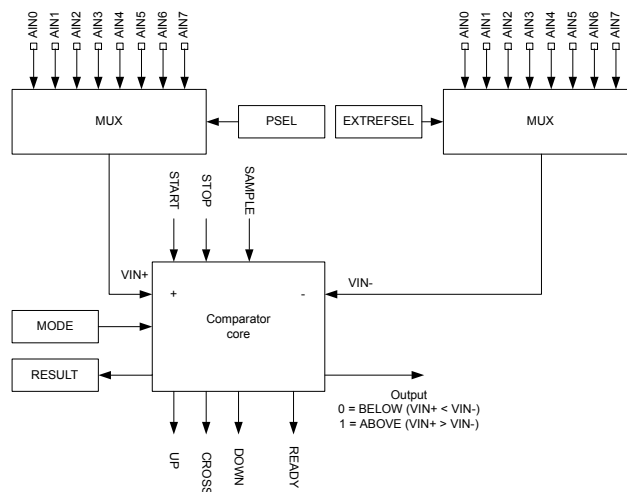 AIN0
AIN1
AIN2
AIN3
AIN4
AIN5
AIN6
AIN7
AIN0
AIN1
AIN2
AIN3
AIN4
AIN5
AIN6
AIN7
MUX
PSEL
EXTREFSEL
MUX
START
STOP
SAMPLE
VIN+
VIN-
+
-
MODE
Comparator
core
RESULT
Output
0 = BELOW (VIN+ < VIN-)
1 = ABOVE (VIN+ > VIN-)
UP
CROSS
DOWN
READY